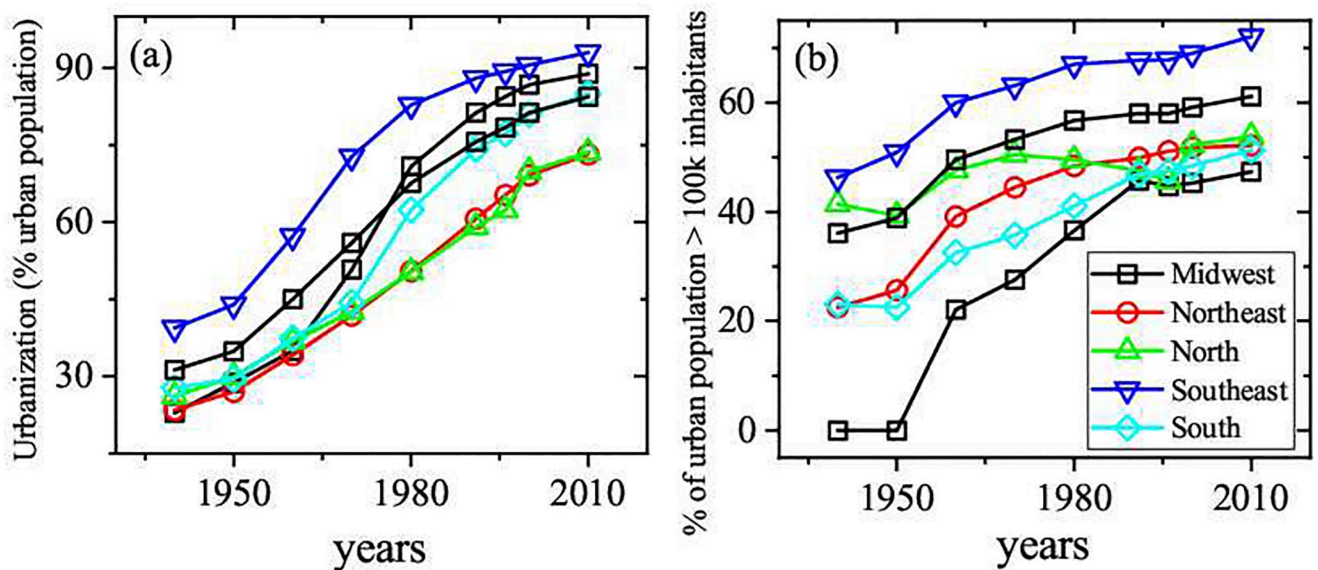 Urbanization (% urban population)
(a)
90
60
30
1950
1980
2010
years
% of urban population > 100k inhabitants
(b)
60
40
20
0
1950
1980
2010
years
Midwest
Northeast
North
Southeast
South